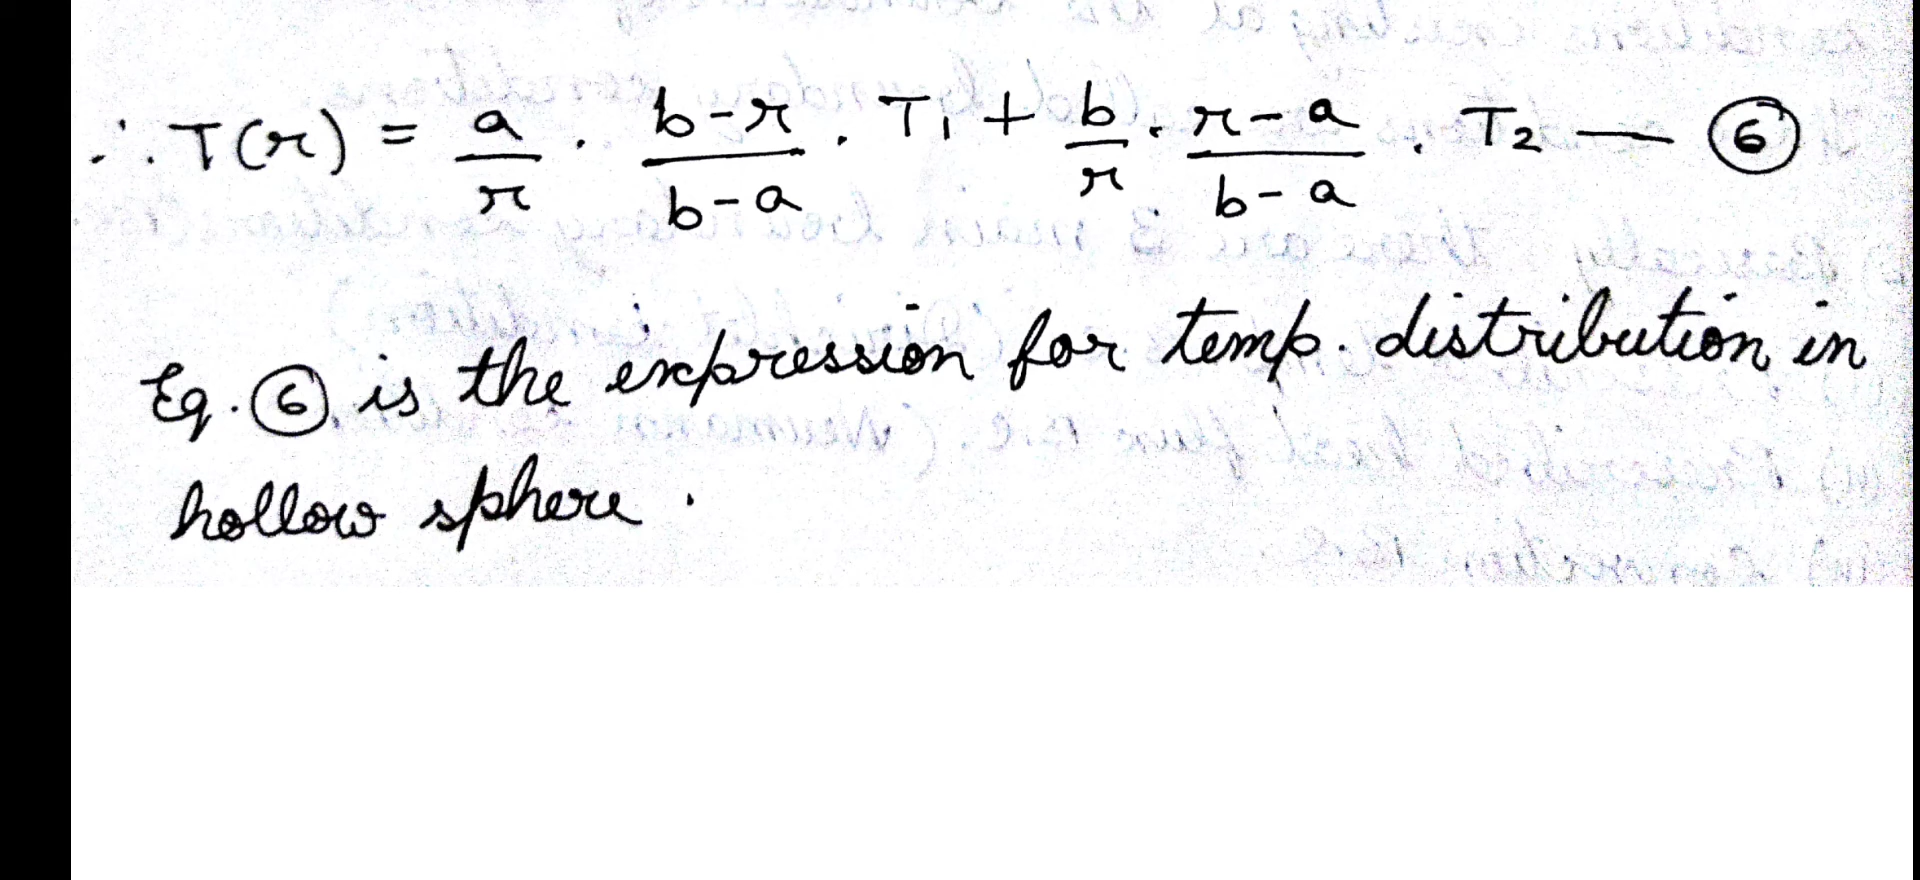 ∴ T(r) = a/r . b-r/b-a . T1 + b/r . r-a/b-a . T2 — ⑥
Eq. ⑥ is the expression for temp. distribution in
hollow sphere.